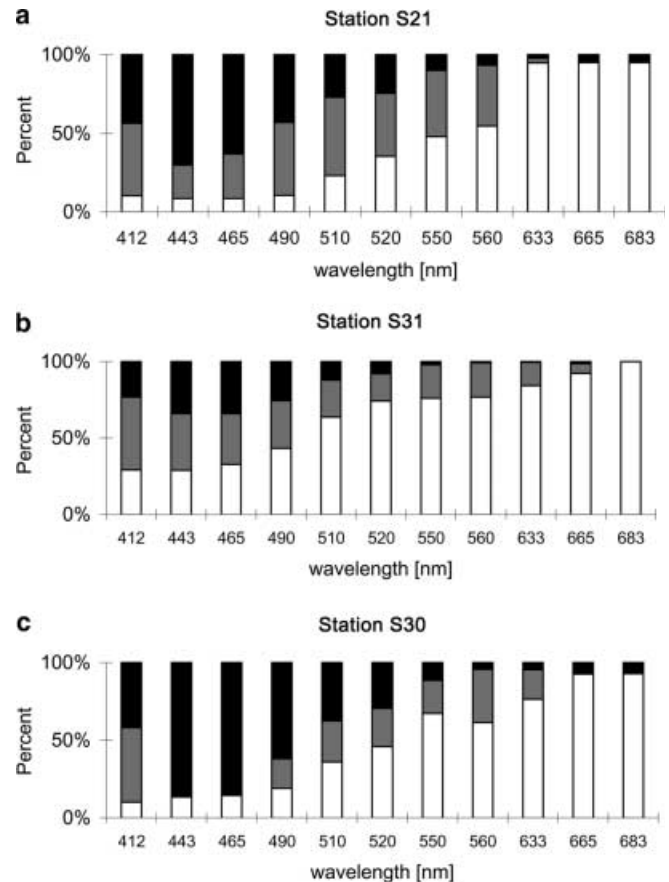 a
Station S21
100%
50%
0%
Percent
412 443 465 490 510 520 550 560 633 665 683
wavelength [nm]
b
Station S31
100%
50%
0%
Percent
412 443 465 490 510 520 550 560 633 665 683
wavelength [nm]
c
Station S30
100%
50%
0%
Percent
412 443 465 490 510 520 550 560 633 665 683
wavelength [nm]